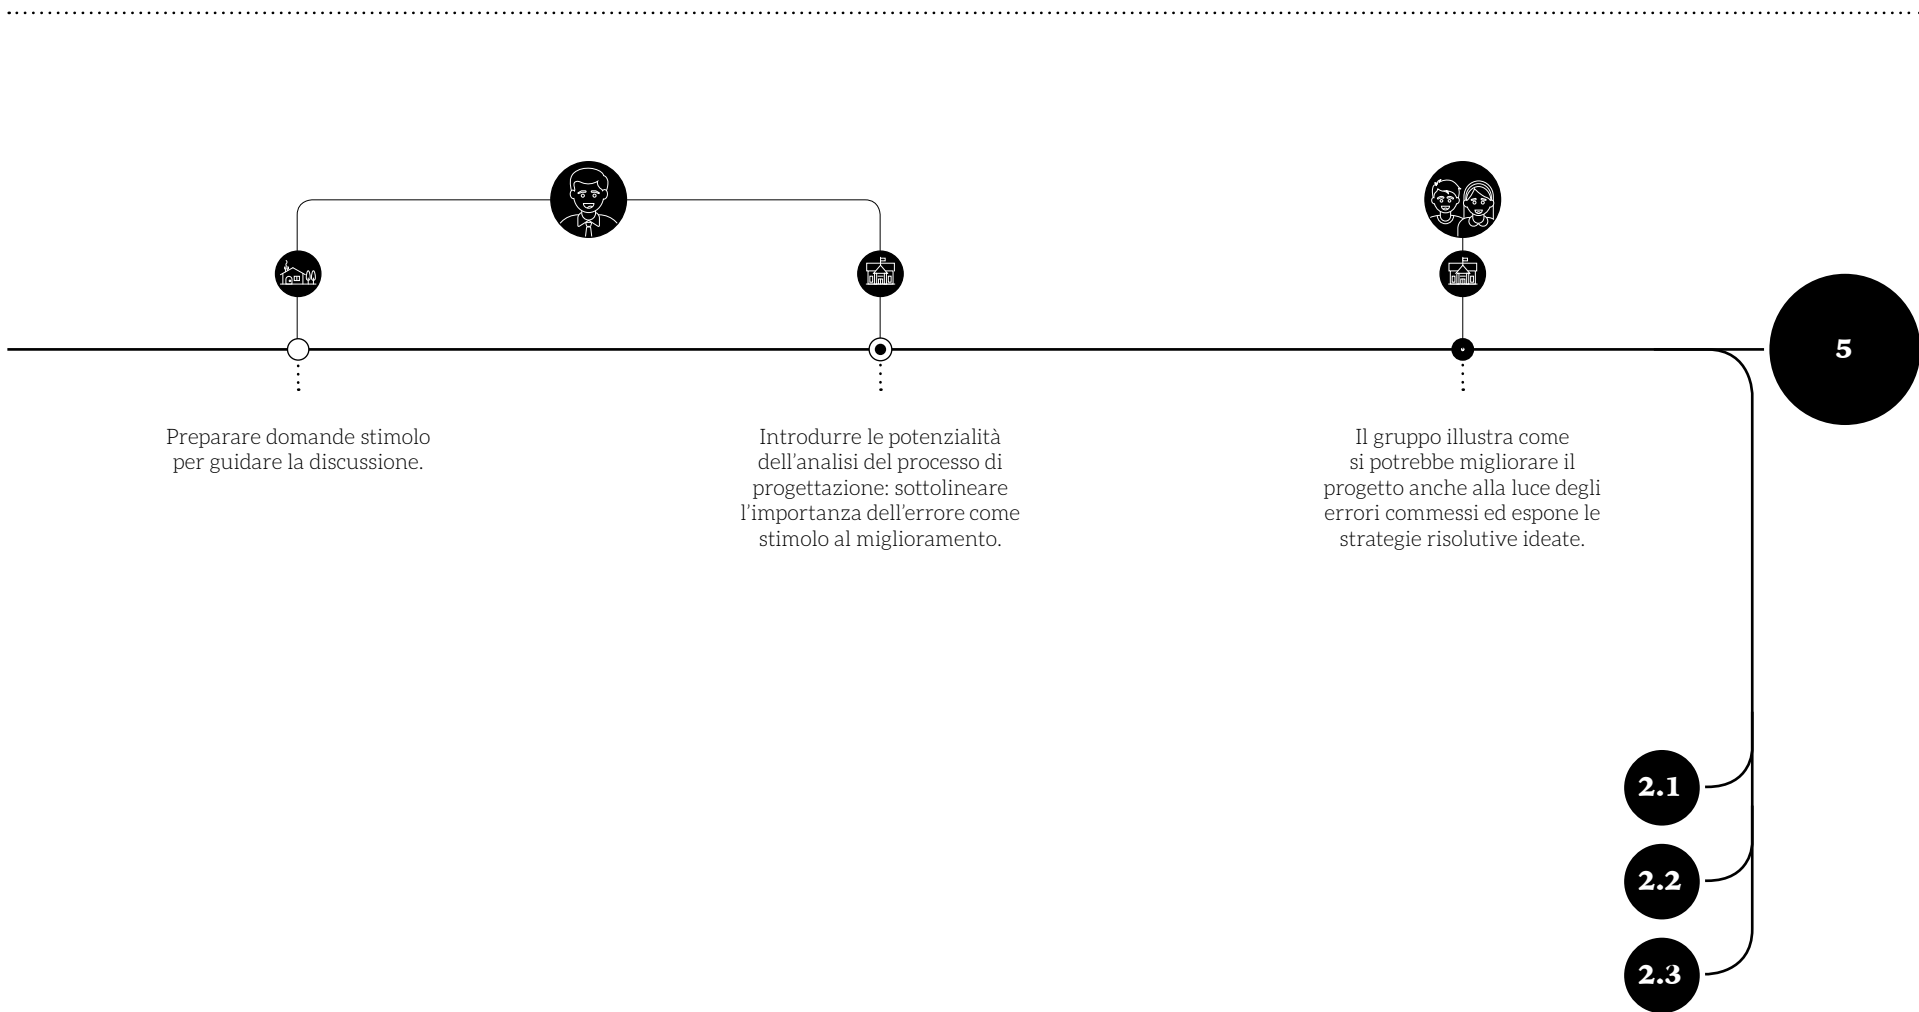 5
Preparare domande stimolo
per guidare la discussione.
Introdurre le potenzialità
dell’analisi del processo di
progettazione: sottolineare
l’importanza dell’errore come
stimolo al miglioramento.
Il gruppo illustra come
si potrebbe migliorare il
progetto anche alla luce degli
errori commessi ed espone le
strategie risolutive ideate.
2.1
2.2
2.3